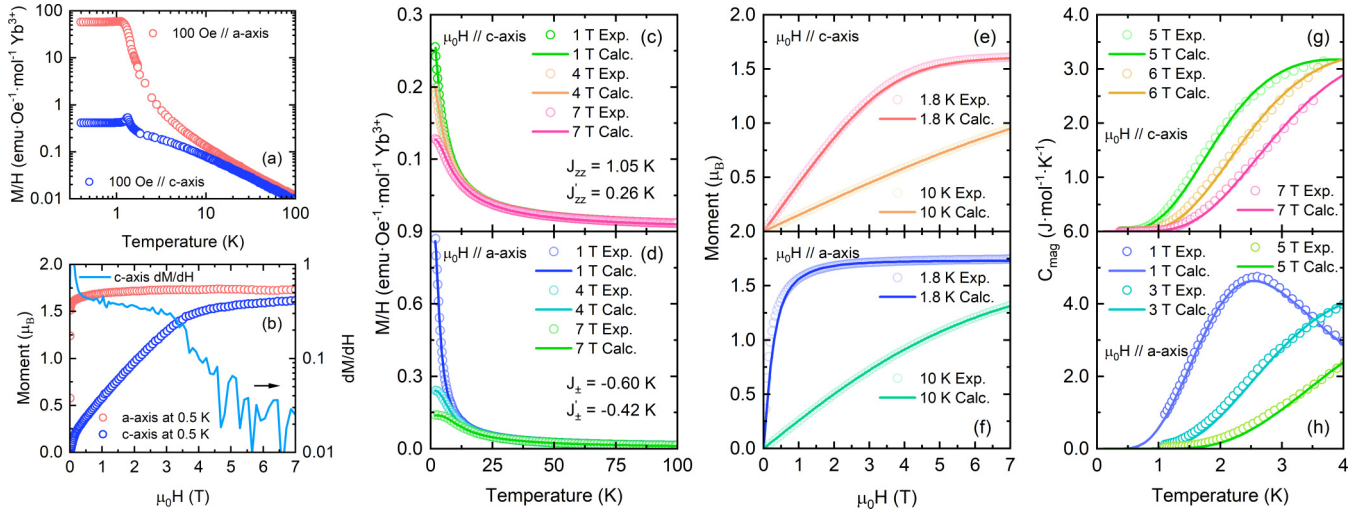 M/H (emu·Oe⁻¹·mol⁻¹ Yb³⁺)
100
10
1
0.1
0.01
100 Oe // a-axis
(a)
100 Oe // c-axis
1
10
100
Temperature (K)
Moment (μ_B)
2.0
1.5
1.0
0.5
0.0
c-axis dM/dH
(b)
a-axis at 0.5 K
c-axis at 0.5 K
1
0.1
0.01
dM/dH
0
1
2
3
4
5
6
7
μ₀H (T)
M/H (emu·Oe⁻¹·mol⁻¹ Yb³⁺)
0.3
0.2
0.1
0.9
μ₀H // c-axis
(c)
1 T Exp.
1 T Calc.
4 T Exp.
4 T Calc.
7 T Exp.
7 T Calc.
J_zz = 1.05 K
J'_zz = 0.26 K
0.6
0.3
0.0
μ₀H // a-axis
(d)
1 T Exp.
1 T Calc.
4 T Exp.
4 T Calc.
7 T Exp.
7 T Calc.
J_± = -0.60 K
J'_± = -0.42 K
0
25
50
75
100
Temperature (K)
Moment (μ_B)
2.0
1.5
1.0
0.5
2.0
μ₀H // c-axis
(e)
1.8 K Exp.
1.8 K Calc.
10 K Exp.
10 K Calc.
1.5
1.0
0.5
0.0
μ₀H // a-axis
1.8 K Exp.
1.8 K Calc.
10 K Exp.
10 K Calc.
(f)
0
1
2
3
4
5
6
7
μ₀H (T)
C_mag (J·mol⁻¹·K⁻¹)
4.0
3.0
2.0
1.0
6.0
(g)
5 T Exp.
5 T Calc.
6 T Exp.
6 T Calc.
μ₀H // c-axis
7 T Exp.
7 T Calc.
4.0
2.0
0.0
1 T Exp.
1 T Calc.
3 T Exp.
3 T Calc.
5 T Exp.
5 T Calc.
μ₀H // a-axis
(h)
0
1
2
3
4
Temperature (K)